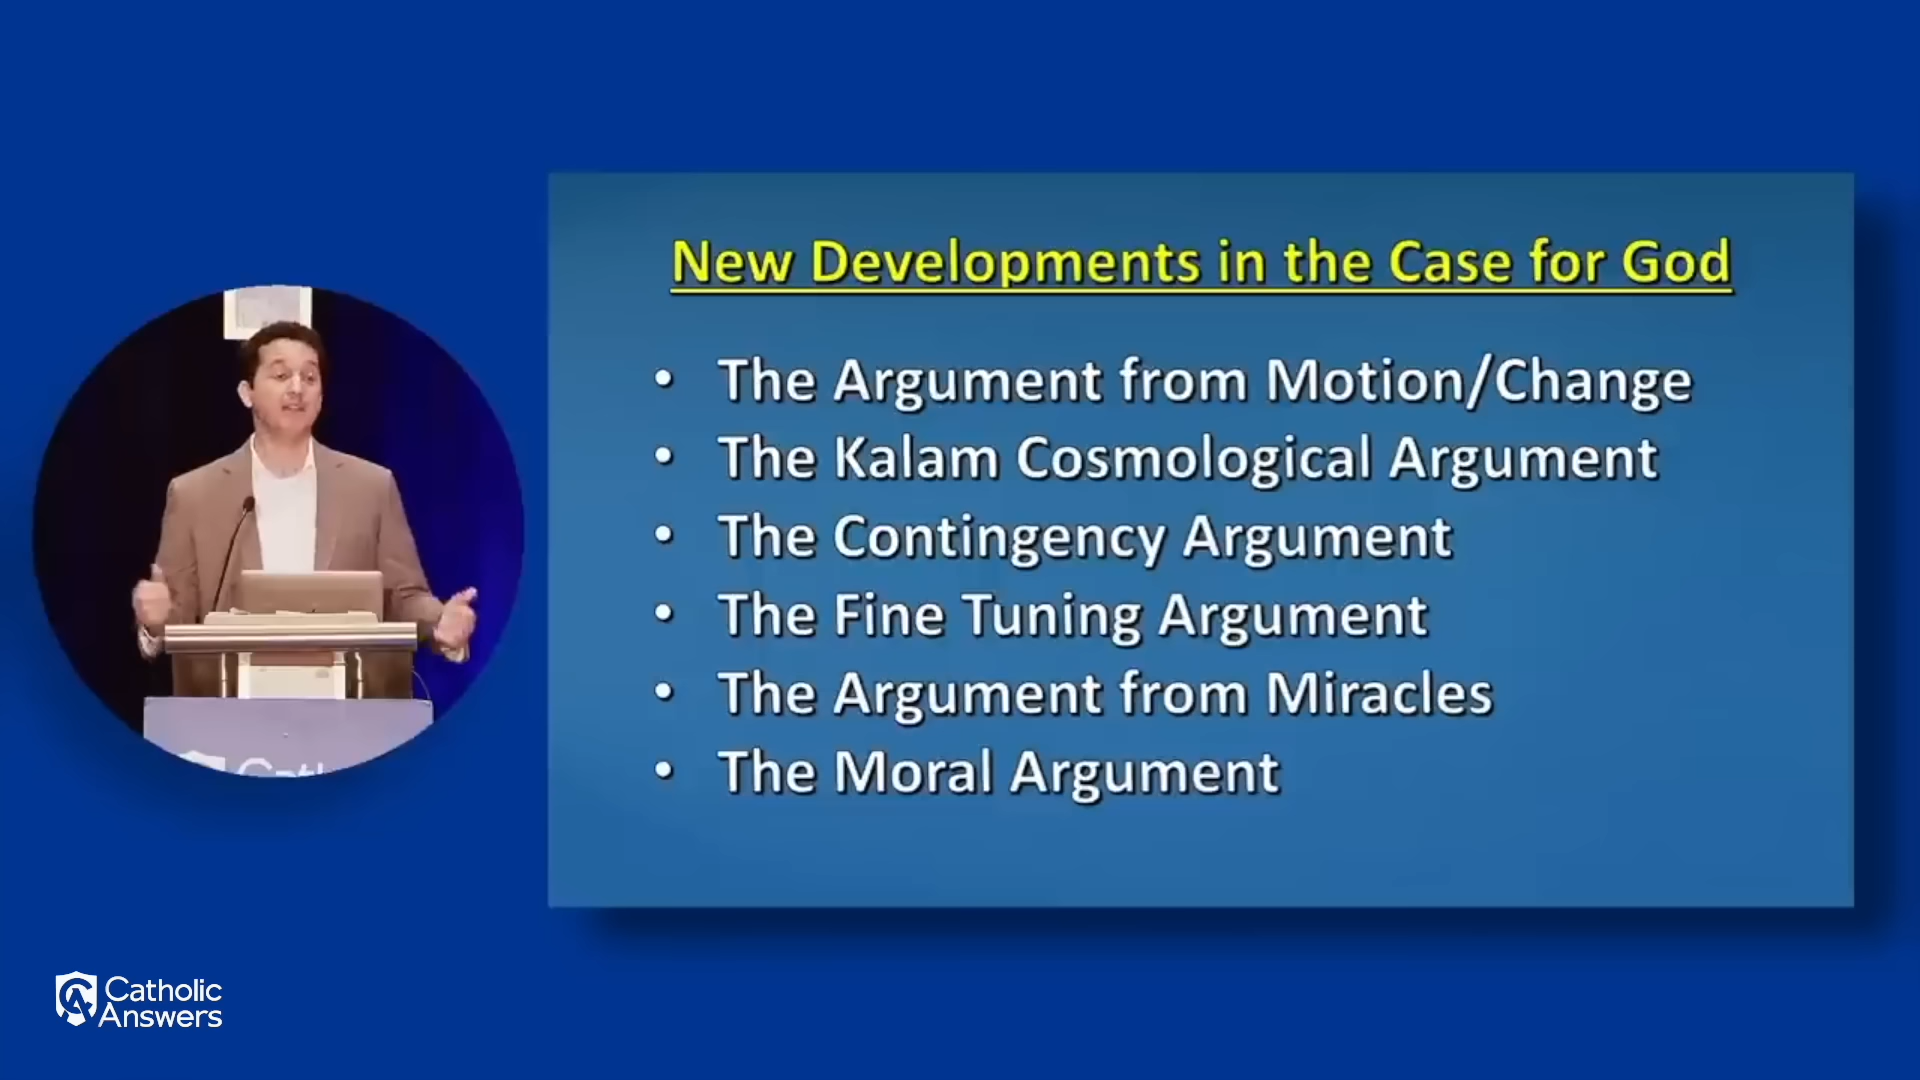 New Developments in the Case for God
• The Argument from Motion/Change
• The Kalam Cosmological Argument
• The Contingency Argument
• The Fine Tuning Argument
• The Argument from Miracles
• The Moral Argument
Catholic
Answers